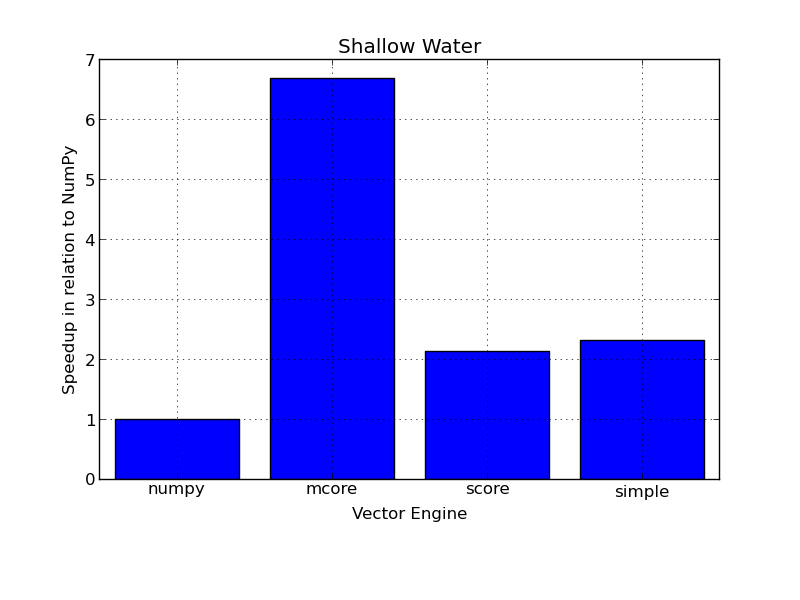 Shallow Water
Speedup in relation to NumPy
7
6
5
4
3
2
1
0
numpy mcore score simple
Vector Engine